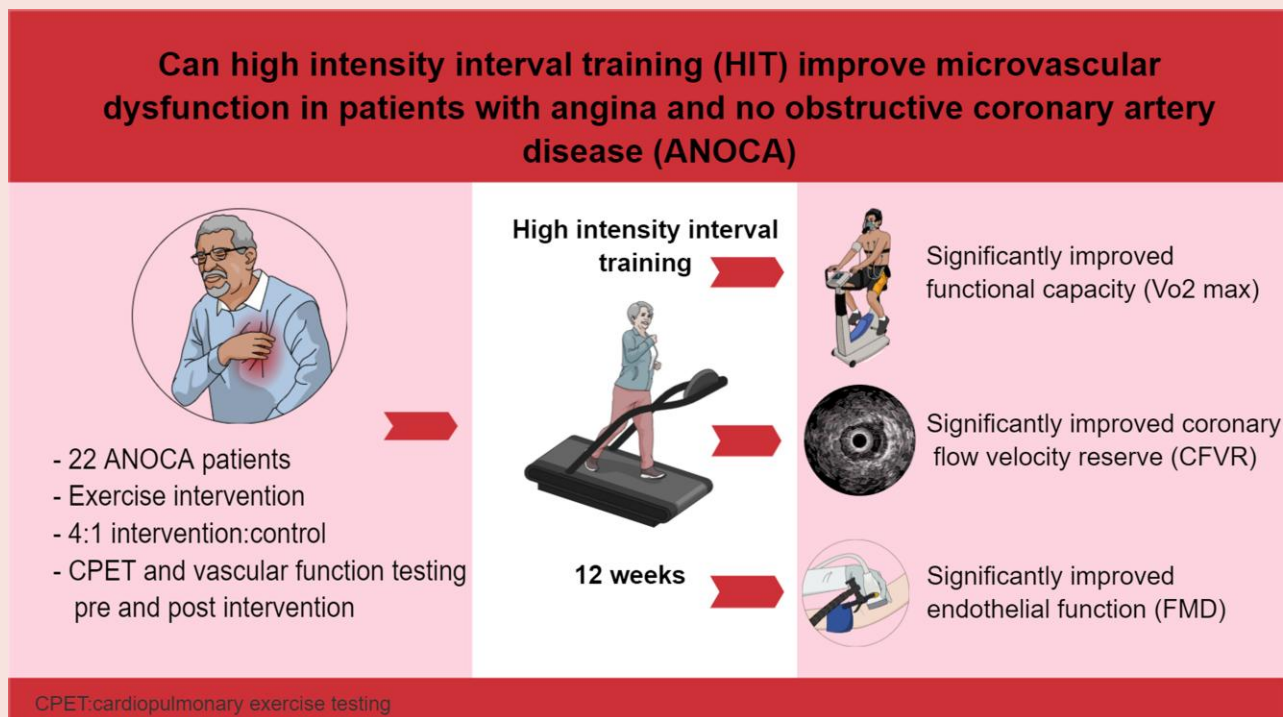 Can high intensity interval training (HIT) improve microvascular
dysfunction in patients with angina and no obstructive coronary artery
disease (ANOCA)
- 22 ANOCA patients
- Exercise intervention
- 4:1 intervention:control
- CPET and vascular function testing
pre and post intervention
High intensity interval
training
12 weeks
Significantly improved
functional capacity (Vo2 max)
Significantly improved coronary
flow velocity reserve (CFVR)
Significantly improved
endothelial function (FMD)
CPET:cardiopulmonary exercise testing